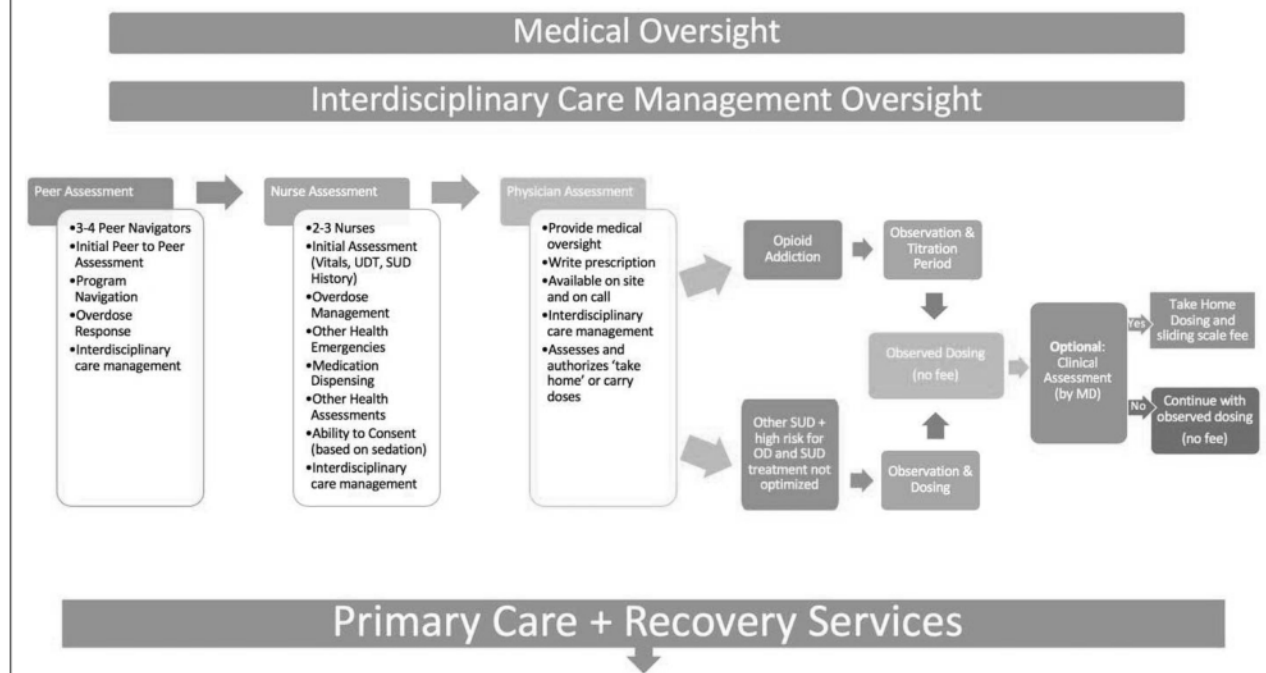 Medical Oversight
Interdisciplinary Care Management Oversight
Peer Assessment
•3-4 Peer Navigators
•Initial Peer to Peer
Assessment
•Program
Navigation
•Overdose
Response
•Interdisciplinary
care management
Nurse Assessment
•2-3 Nurses
•Initial Assessment
(Vitals, UDT, SUD
History)
•Overdose
Management
•Other Health
Emergencies
•Medication
Dispensing
•Other Health
Assessments
•Ability to Consent
(based on sedation)
•Interdisciplinary
care management
Physician Assessment
•Provide medical
oversight
•Write prescription
•Available on site
and on call
•Interdisciplinary
care management
•Assesses and
authorizes ‘take
home’ or carry
doses
Opioid
Addiction
Observation &
Titration
Period
Other SUD +
high risk for
OD and SUD
treatment not
optimized
Observation
& Dosing
Observed Dosing
(no fee)
Optional:
Clinical
Assessment
(by MD)
Yes
Take Home
Dosing and
sliding scale fee
No
Continue with
observed dosing
(no fee)
Primary Care + Recovery Services